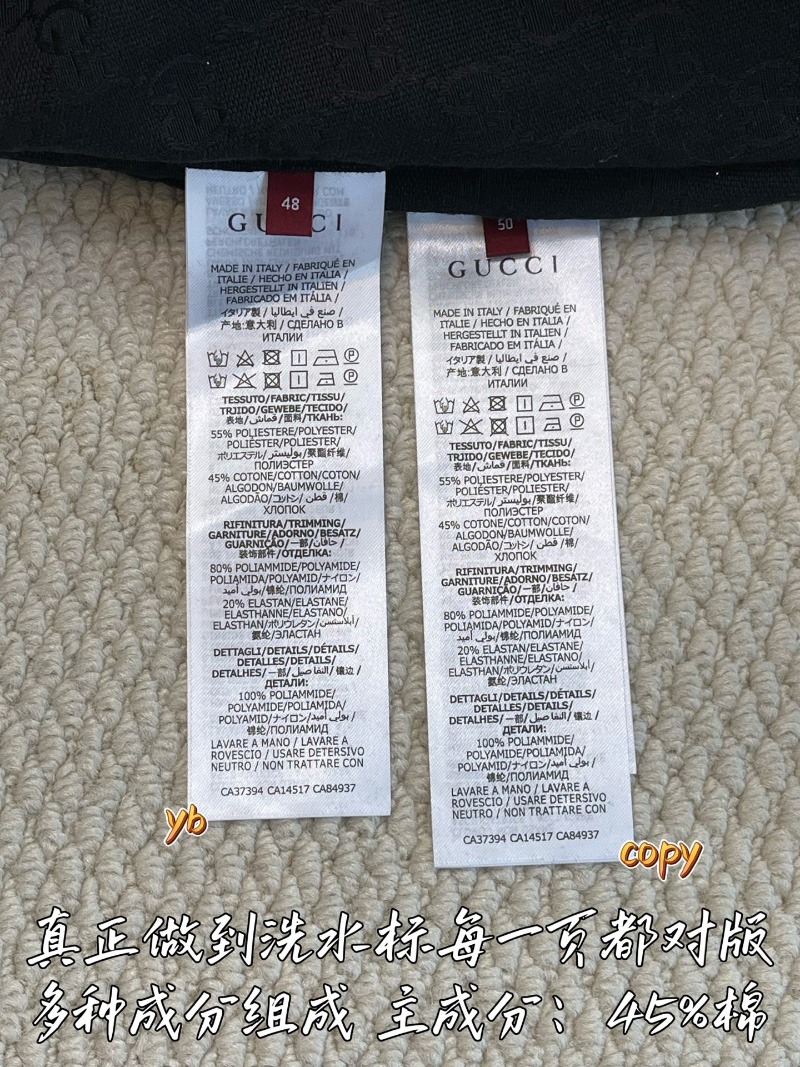 48
GUCCI
MADE IN ITALY / FABRIQUÉ EN
ITALIE / HECHO EN ITALIA /
HERGESTELLT IN ITALIEN /
FABRICADO EM ITÁLIA /
イタリア製 / صنع في ايطاليا /
产地:意大利 / СДЕЛАНО В
ИТАЛИИ
TESSUTO/FABRIC/TISSU/
TRJIDO/GEWEBE/TECIDO/
表地/قماش/面料/ТКАНЬ:
55% POLIESTERE/POLYESTER/
POLIÉSTER/POLIESTER/
ポリエステル/بوليستر/聚酯纤维/
ПОЛИЭСТЕР
45% COTONE/COTTON/COTON/
ALGODON/BAUMWOLLE/
ALGODÃO/コットン/قطن/棉/
ХЛОПОК
RIFINITURA/TRIMMING/
GARNITURE/ADORNO/BESATZ/
GUARNIÇÃO/一部/حافان/
装饰部件/ОТДЕЛКА:
80% POLIAMMIDE/POLYAMIDE/
POLIAMIDA/POLYAMID/ナイロン/
بولي أميد/锦纶/ПОЛИАМИД
20% ELASTAN/ELASTANE/
ELASTHANNE/ELASTANO/
ELASTHAN/ポリウレタン/إيلاستسن/
氨纶/ЭЛАСТАН
DETTAGLI/DETAILS/DÉTAILS/
DETALLES/DETAILS/
DETALHES/一部/التفاصيل/镶边/
ДЕТАЛИ:
100% POLIAMMIDE/
POLYAMIDE/POLIAMIDA/
POLYAMID/ナイロン/بولي أميد/
锦纶/ПОЛИАМИД
LAVARE A MANO / LAVARE A
ROVESCIO / USARE DETERSIVO
NEUTRO / NON TRATTARE CON
CA37394 CA14517 CA84937
yb
50
GUCCI
MADE IN ITALY / FABRIQUÉ EN
ITALIE / HECHO EN ITALIA /
HERGESTELLT IN ITALIEN /
FABRICADO EM ITÁLIA /
イタリア製 / صنع في ايطاليا /
产地:意大利 / СДЕЛАНО В
ИТАЛИИ
TESSUTO/FABRIC/TISSU/
TRJIDO/GEWEBE/TECIDO/
表地/قماش/面料/ТКАНЬ:
55% POLIESTERE/POLYESTER/
POLIÉSTER/POLIESTER/
ポリエステル/بوليستر/聚酯纤维/
ПОЛИЭСТЕР
45% COTONE/COTTON/COTON/
ALGODON/BAUMWOLLE/
ALGODÃO/コットン/قطن/棉/
ХЛОПОК
RIFINITURA/TRIMMING/
GARNITURE/ADORNO/BESATZ/
GUARNIÇÃO/一部/حافان/
装饰部件/ОТДЕЛКА:
80% POLIAMMIDE/POLYAMIDE/
POLIAMIDA/POLYAMID/ナイロン/
بولي أميد/锦纶/ПОЛИАМИД
20% ELASTAN/ELASTANE/
ELASTHANNE/ELASTANO/
ELASTHAN/ポリウレタン/إيلاستسن/
氨纶/ЭЛАСТАН
DETTAGLI/DETAILS/DÉTAILS/
DETALLES/DETAILS/
DETALHES/一部/التفاصيل/镶边/
ДЕТАЛИ:
100% POLIAMMIDE/
POLYAMIDE/POLIAMIDA/
POLYAMID/ナイロン/بولي أميد/
锦纶/ПОЛИАМИД
LAVARE A MANO / LAVARE A
ROVESCIO / USARE DETERSIVO
NEUTRO / NON TRATTARE CON
CA37394 CA14517 CA84937
copy
真正做到洗水标每一页都对版
多种成分组成 主成分：45%棉